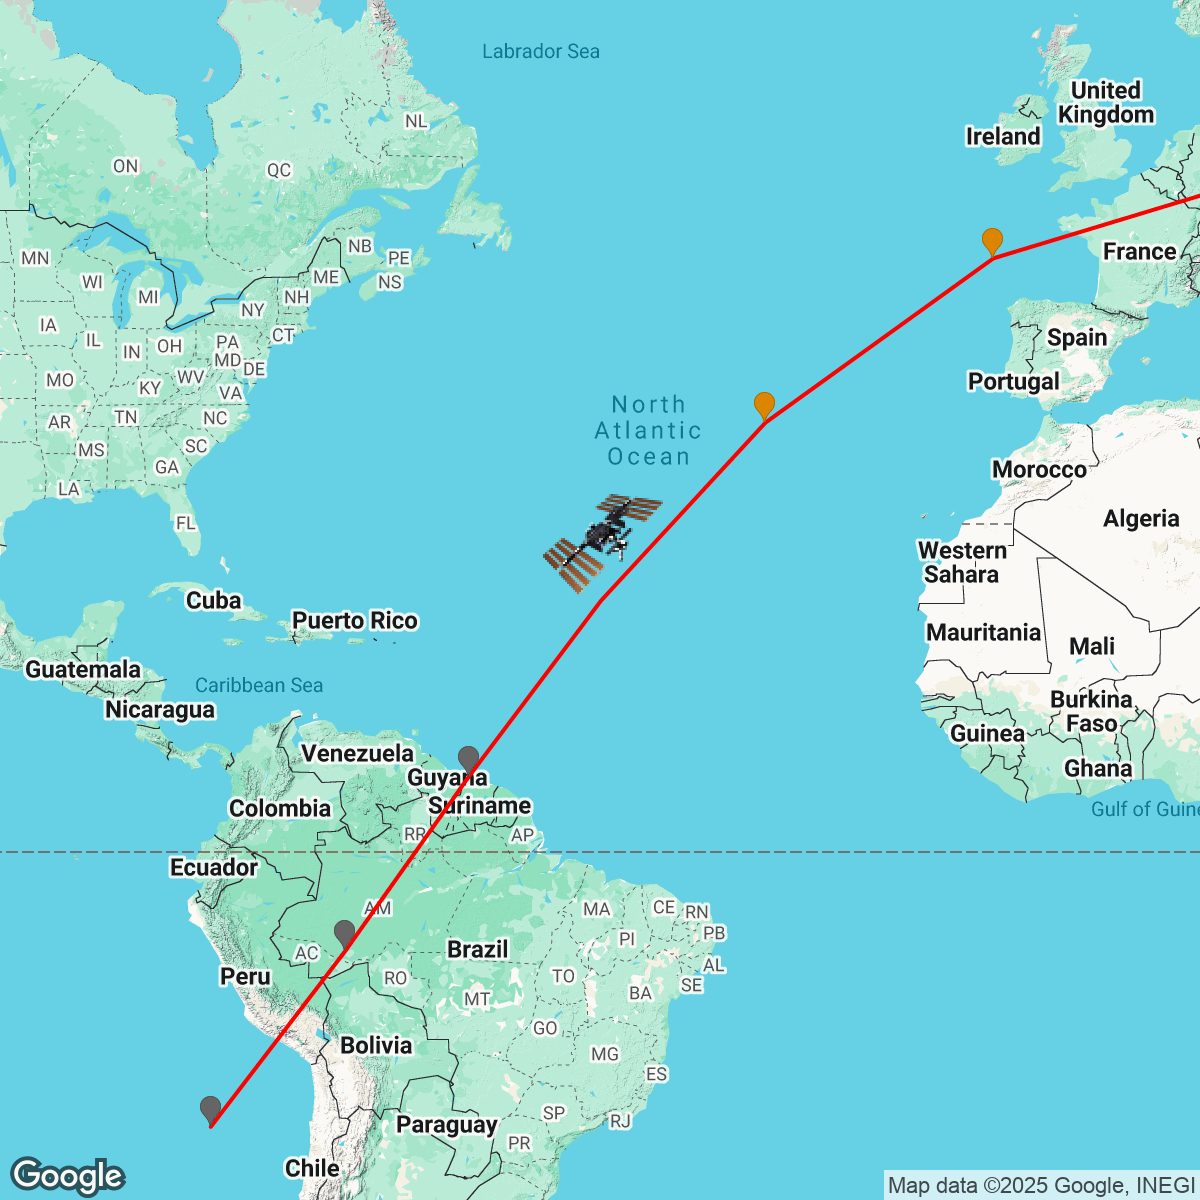 Labrador Sea
United
Kingdom
Ireland
NL
ON
QC
NB
PE
NS
ME
MN
WI
MI
NH
NY
France
IA
IL
IN
OH
PA
CT
MD
DE
Spain
MO
KY
WV
VA
Portugal
North
Atlantic
Ocean
AR
TN
NC
MS
SC
GA
LA
FL
Morocco
Algeria
Western
Sahara
Cuba
Puerto Rico
Mauritania
Mali
Guatemala
Caribbean Sea
Nicaragua
Burkina
Faso
Guinea
Ghana
Venezuela
Guyana
Suriname
Colombia
Gulf of Guine
RR
AP
Ecuador
AM
MA
CE
RN
PB
PI
AL
AC
Brazil
Peru
RO
TO
SE
MT
BA
GO
Bolivia
MG
ES
SP
RJ
Paraguay
PR
Chile
Google
Map data ©2025 Google, INEGI